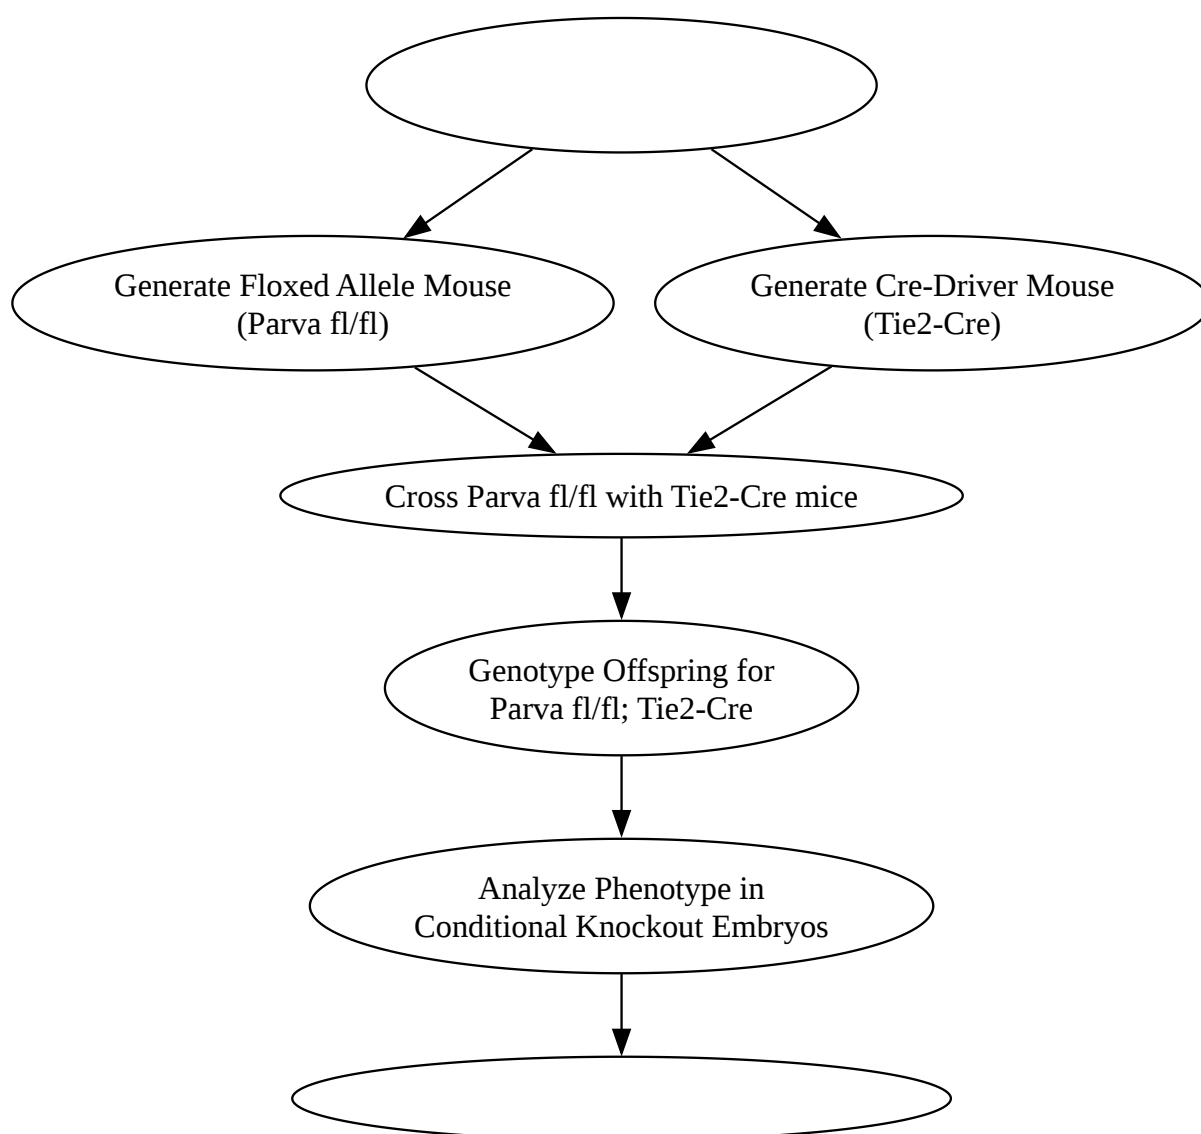 Generate Floxed Allele Mouse
(Parva fl/fl)
Generate Cre-Driver Mouse
(Tie2-Cre)
Cross Parva fl/fl with Tie2-Cre mice
Genotype Offspring for
Parva fl/fl; Tie2-Cre
Analyze Phenotype in
Conditional Knockout Embryos